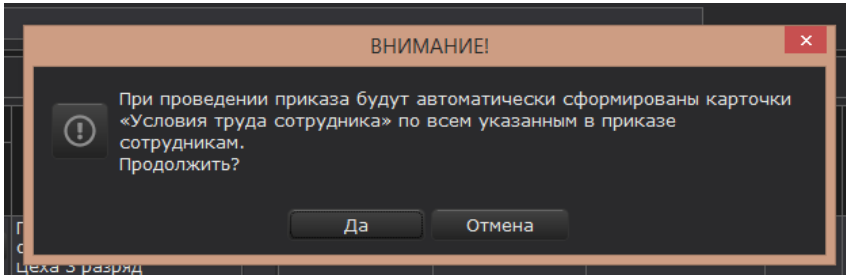 ВНИМАНИЕ!
При проведении приказа будут автоматически сформированы карточки
«Условия труда сотрудника» по всем указанным в приказе
сотрудникам.
Продолжить?
Да
Отмена
Цеха 3 разряд